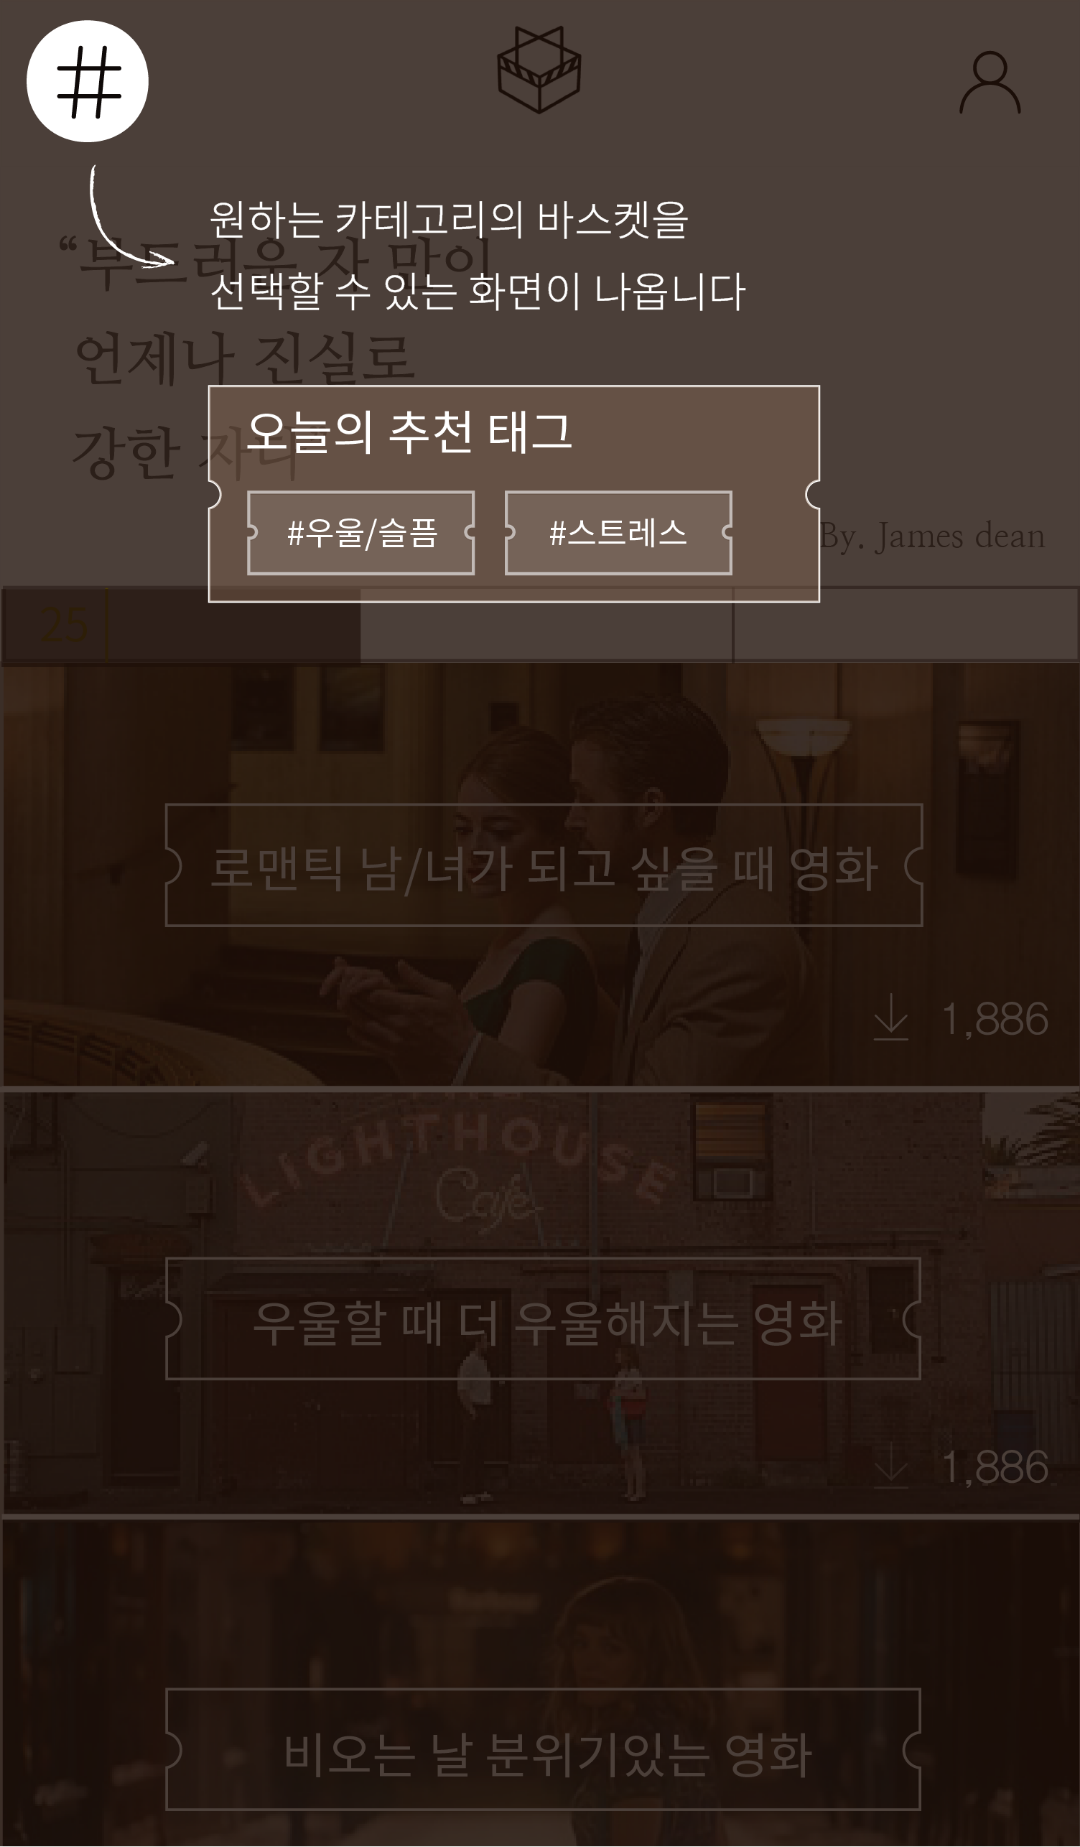 #
원하는 카테고리의 바스켓을
선택할 수 있는 화면이 나옵니다
“부드러운 자 만이
언제나 진실로
강한 자다”
오늘의 추천 태그
#우울/슬픔
#스트레스
By. James dean
25
로맨틱 남/녀가 되고 싶을 때 영화
1,886
THE
LIGHTHOUSE
Café
우울할 때 더 우울해지는 영화
1,886
비오는 날 분위기있는 영화